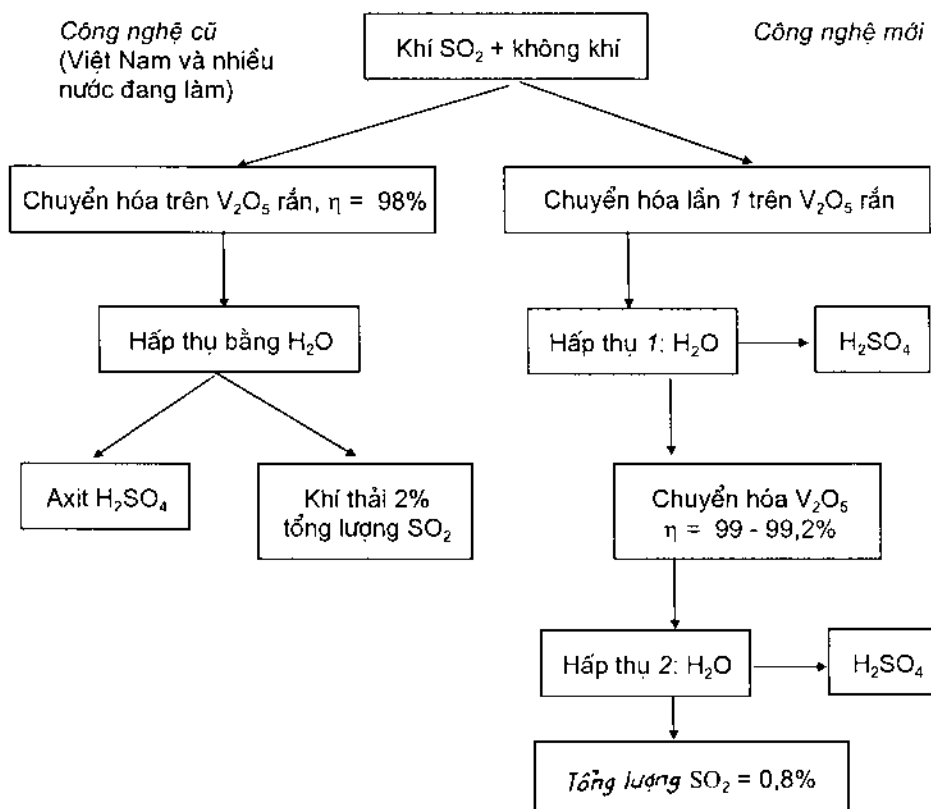 Công nghệ cũ
(Việt Nam và nhiều
nước đang làm)
Khí SO₂ + không khí
Công nghệ mới
Chuyển hóa trên V₂O₅ rắn, η = 98%
Chuyển hóa lần 1 trên V₂O₅ rắn
Hấp thụ bằng H₂O
Hấp thụ 1: H₂O
H₂SO₄
Axit H₂SO₄
Khí thải 2%
tổng lượng SO₂
Chuyển hóa V₂O₅
η = 99 - 99,2%
Hấp thụ 2: H₂O
H₂SO₄
Tổng lượng SO₂ = 0,8%